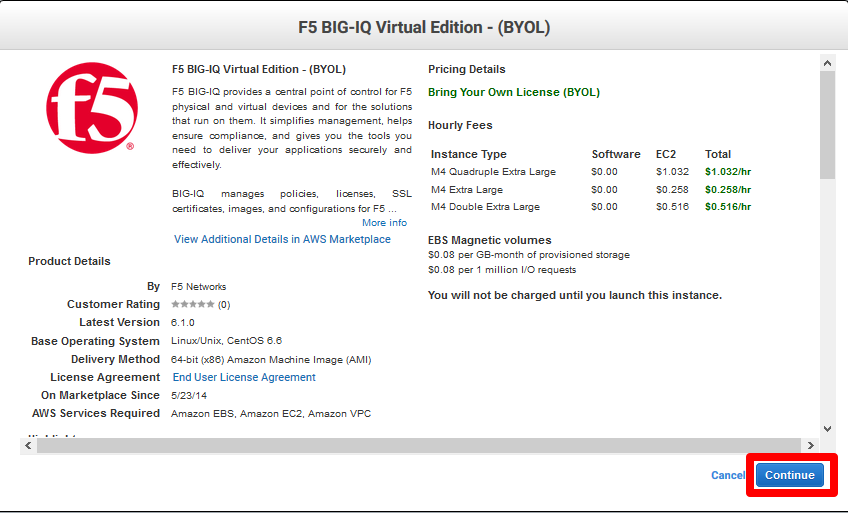 F5 BIG-IQ Virtual Edition - (BYOL)
f5
®
F5 BIG-IQ Virtual Edition - (BYOL)
F5 BIG-IQ provides a central point of control for F5
physical and virtual devices and for the solutions
that run on them. It simplifies management, helps
ensure compliance, and gives you the tools you
need to deliver your applications securely and
effectively.
BIG-IQ manages policies, licenses, SSL
certificates, images, and configurations for F5 ...
More info
View Additional Details in AWS Marketplace
Product Details
By F5 Networks
Customer Rating (0)
Latest Version 6.1.0
Base Operating System Linux/Unix, CentOS 6.6
Delivery Method 64-bit (x86) Amazon Machine Image (AMI)
License Agreement End User License Agreement
On Marketplace Since 5/23/14
AWS Services Required Amazon EBS, Amazon EC2, Amazon VPC
Pricing Details
Bring Your Own License (BYOL)
Hourly Fees
Instance Type Software EC2 Total
M4 Quadruple Extra Large $0.00 $1.032 $1.032/hr
M4 Extra Large $0.00 $0.258 $0.258/hr
M4 Double Extra Large $0.00 $0.516 $0.516/hr
EBS Magnetic volumes
$0.08 per GB-month of provisioned storage
$0.08 per 1 million I/O requests
You will not be charged until you launch this instance.
Cancel Continue